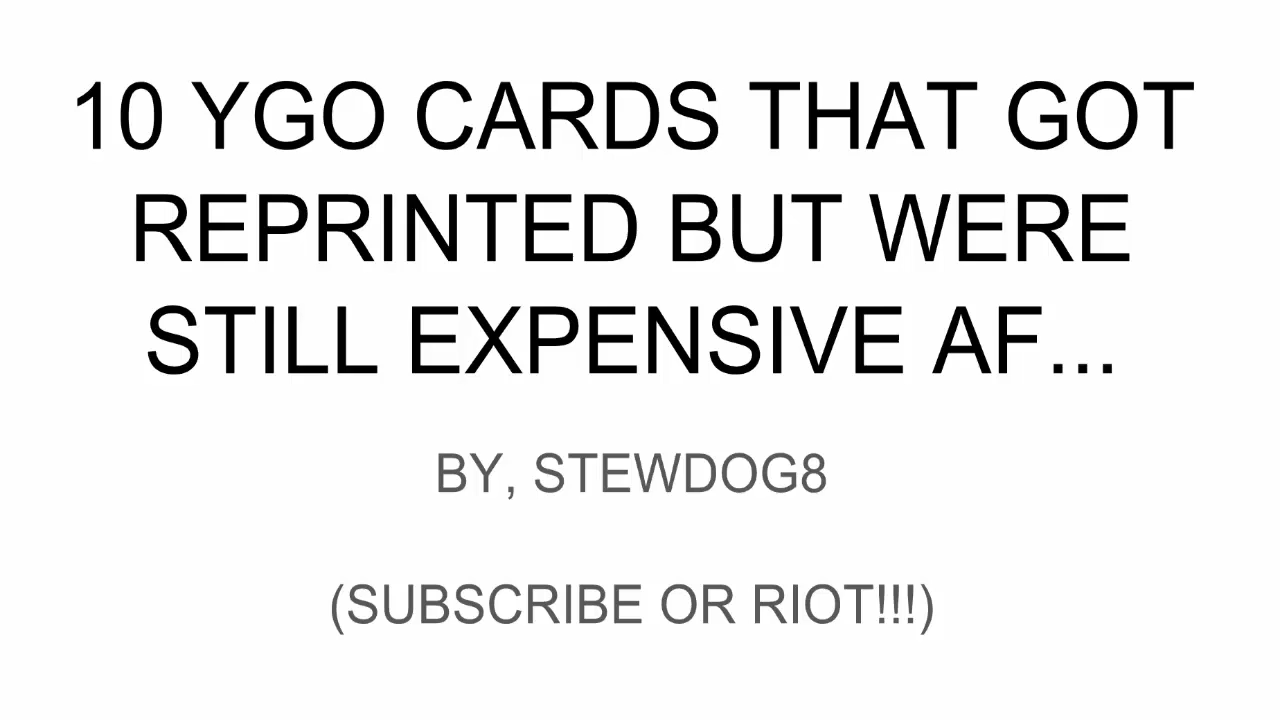 10 YGO CARDS THAT GOT
REPRINTED BUT WERE
STILL EXPENSIVE AF...
BY, STEWDOG8
(SUBSCRIBE OR RIOT!!!)